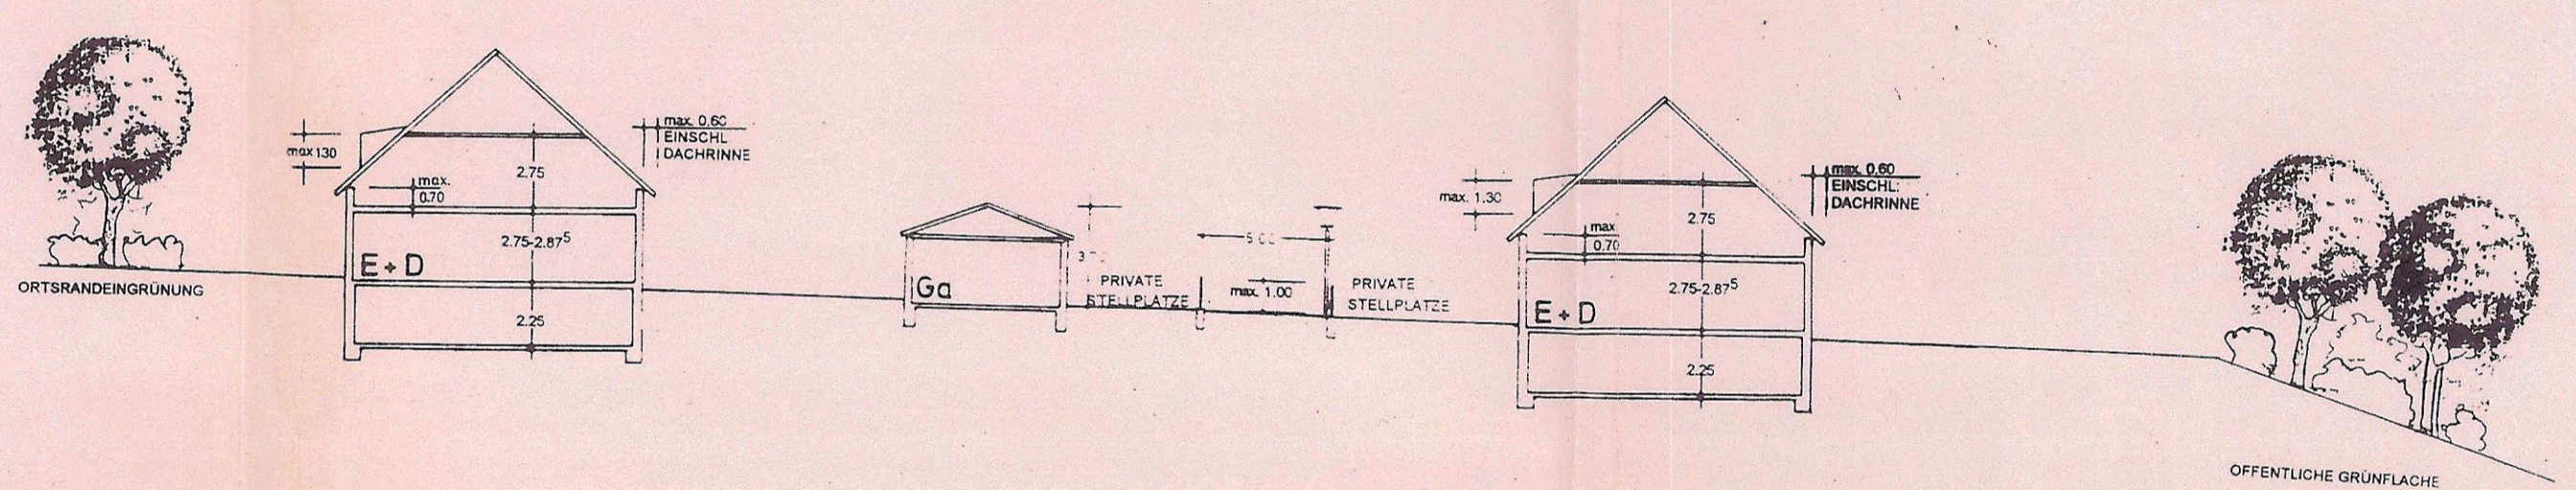 ORTSRANDEINGRÜNUNG
max 130
max. 0.60
EINSCHL
DACHRINNE
2.75
max.
0.70
2.75-2.87⁵
E + D
2.25
Ga
PRIVATE
STELLPLATZE
max. 1.00
PRIVATE
STELLPLATZE
max. 1.30
max. 0.60
EINSCHL:
DACHRINNE
2.75
max.
0.70
2.75-2.87⁵
E + D
2.25
OFFENTLICHE GRÜNFLACHE